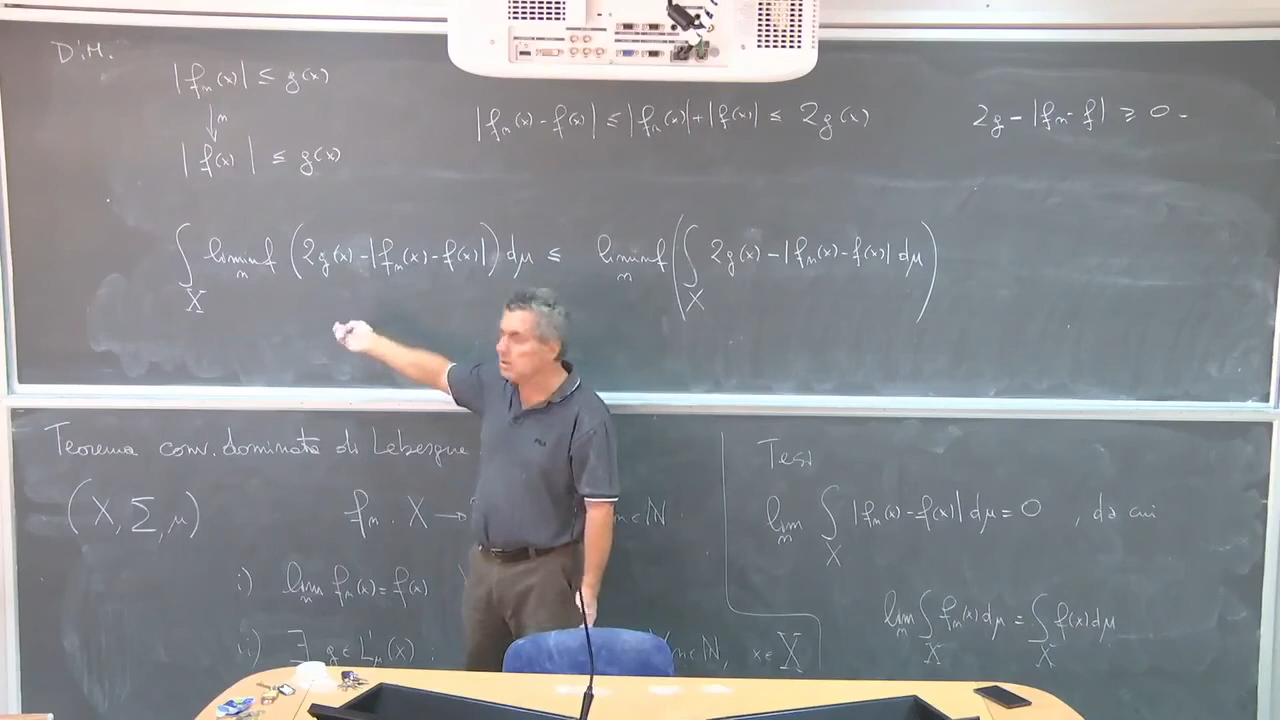 DIM.
|fₙ(x)| ≤ g(x)
↓n
|f(x)| ≤ g(x)
|fₙ(x)-f(x)| ≤ |fₙ(x)|+|f(x)| ≤ 2g(x)
2g-|fₙ-f| ≥ 0.
∫_X liminf_n (2g(x)-|fₙ(x)-f(x)|) dμ ≤ liminf_n (∫_X 2g(x)-|fₙ(x)-f(x)| dμ)
Teorema conv. dominata di Lebesgue
(X, Σ, μ) fₙ: X → n∈ℕ
i) lim_n fₙ(x)=f(x)
ii) ∃ g∈L¹_μ(X): n∈ℕ, x∈X
Tesi
lim_n ∫_X |fₙ(x)-f(x)| dμ = 0, da cui
lim_n ∫_X fₙ(x)dμ = ∫_X f(x)dμ